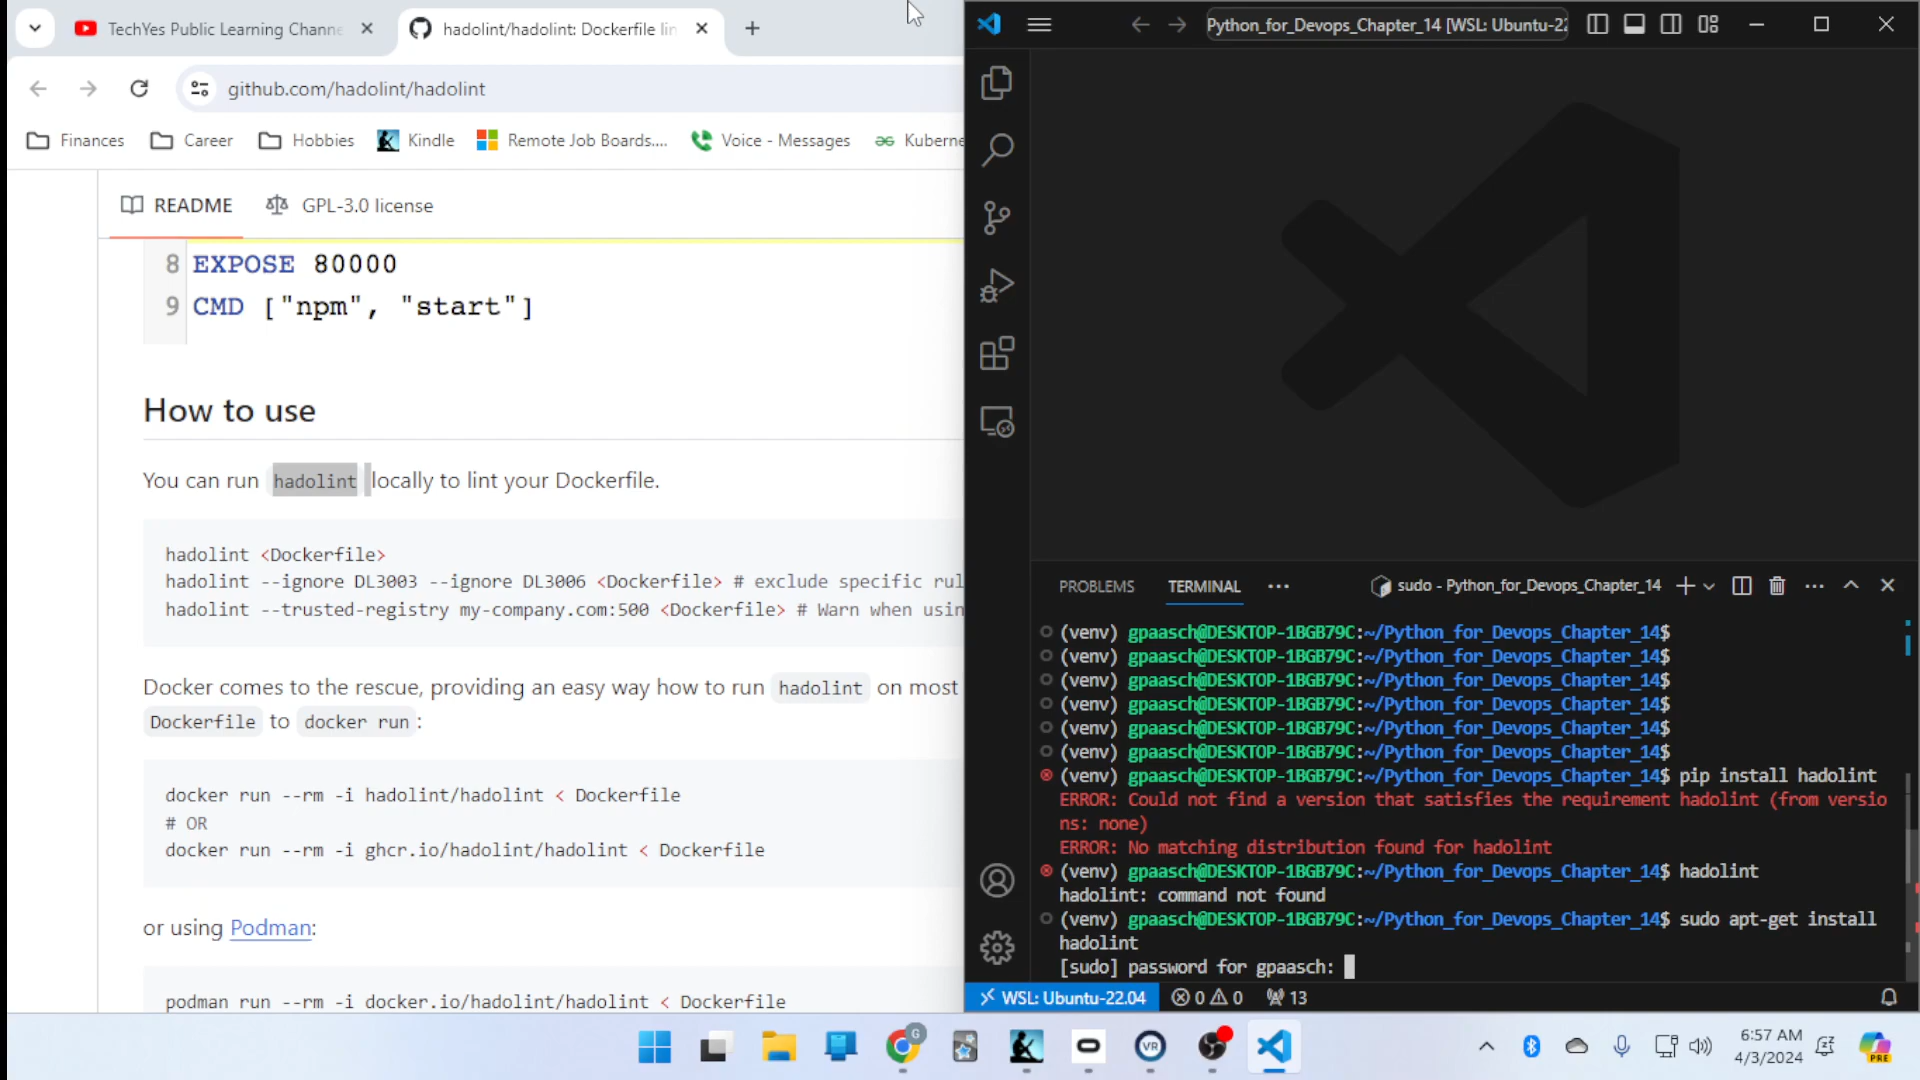 TechYes Public Learning Channe
hadolint/hadolint: Dockerfile lin
github.com/hadolint/hadolint
Finances
Career
Hobbies
Kindle
Remote Job Boards....
Voice - Messages
Kuberne
README
GPL-3.0 license
8 EXPOSE 80000
9 CMD ["npm", "start"]
How to use
You can run hadolint locally to lint your Dockerfile.
hadolint <Dockerfile>
hadolint --ignore DL3003 --ignore DL3006 <Dockerfile> # exclude specific rul
hadolint --trusted-registry my-company.com:500 <Dockerfile> # Warn when usin
Docker comes to the rescue, providing an easy way how to run hadolint on most
Dockerfile to docker run:
docker run --rm -i hadolint/hadolint < Dockerfile
# OR
docker run --rm -i ghcr.io/hadolint/hadolint < Dockerfile
or using Podman:
podman run --rm -i docker.io/hadolint/hadolint < Dockerfile
Python_for_Devops_Chapter_14 [WSL: Ubuntu-22
PROBLEMS
TERMINAL
sudo - Python_for_Devops_Chapter_14
(venv) gpaasch@DESKTOP-1BGB79C:~/Python_for_Devops_Chapter_14$
(venv) gpaasch@DESKTOP-1BGB79C:~/Python_for_Devops_Chapter_14$
(venv) gpaasch@DESKTOP-1BGB79C:~/Python_for_Devops_Chapter_14$
(venv) gpaasch@DESKTOP-1BGB79C:~/Python_for_Devops_Chapter_14$
(venv) gpaasch@DESKTOP-1BGB79C:~/Python_for_Devops_Chapter_14$
(venv) gpaasch@DESKTOP-1BGB79C:~/Python_for_Devops_Chapter_14$
(venv) gpaasch@DESKTOP-1BGB79C:~/Python_for_Devops_Chapter_14$ pip install hadolint
ERROR: Could not find a version that satisfies the requirement hadolint (from versio
ns: none)
ERROR: No matching distribution found for hadolint
(venv) gpaasch@DESKTOP-1BGB79C:~/Python_for_Devops_Chapter_14$ hadolint
hadolint: command not found
(venv) gpaasch@DESKTOP-1BGB79C:~/Python_for_Devops_Chapter_14$ sudo apt-get install
hadolint
[sudo] password for gpaasch:
WSL: Ubuntu-22.04
0
0
13
G
VR
6:57 AM
4/3/2024
PRE